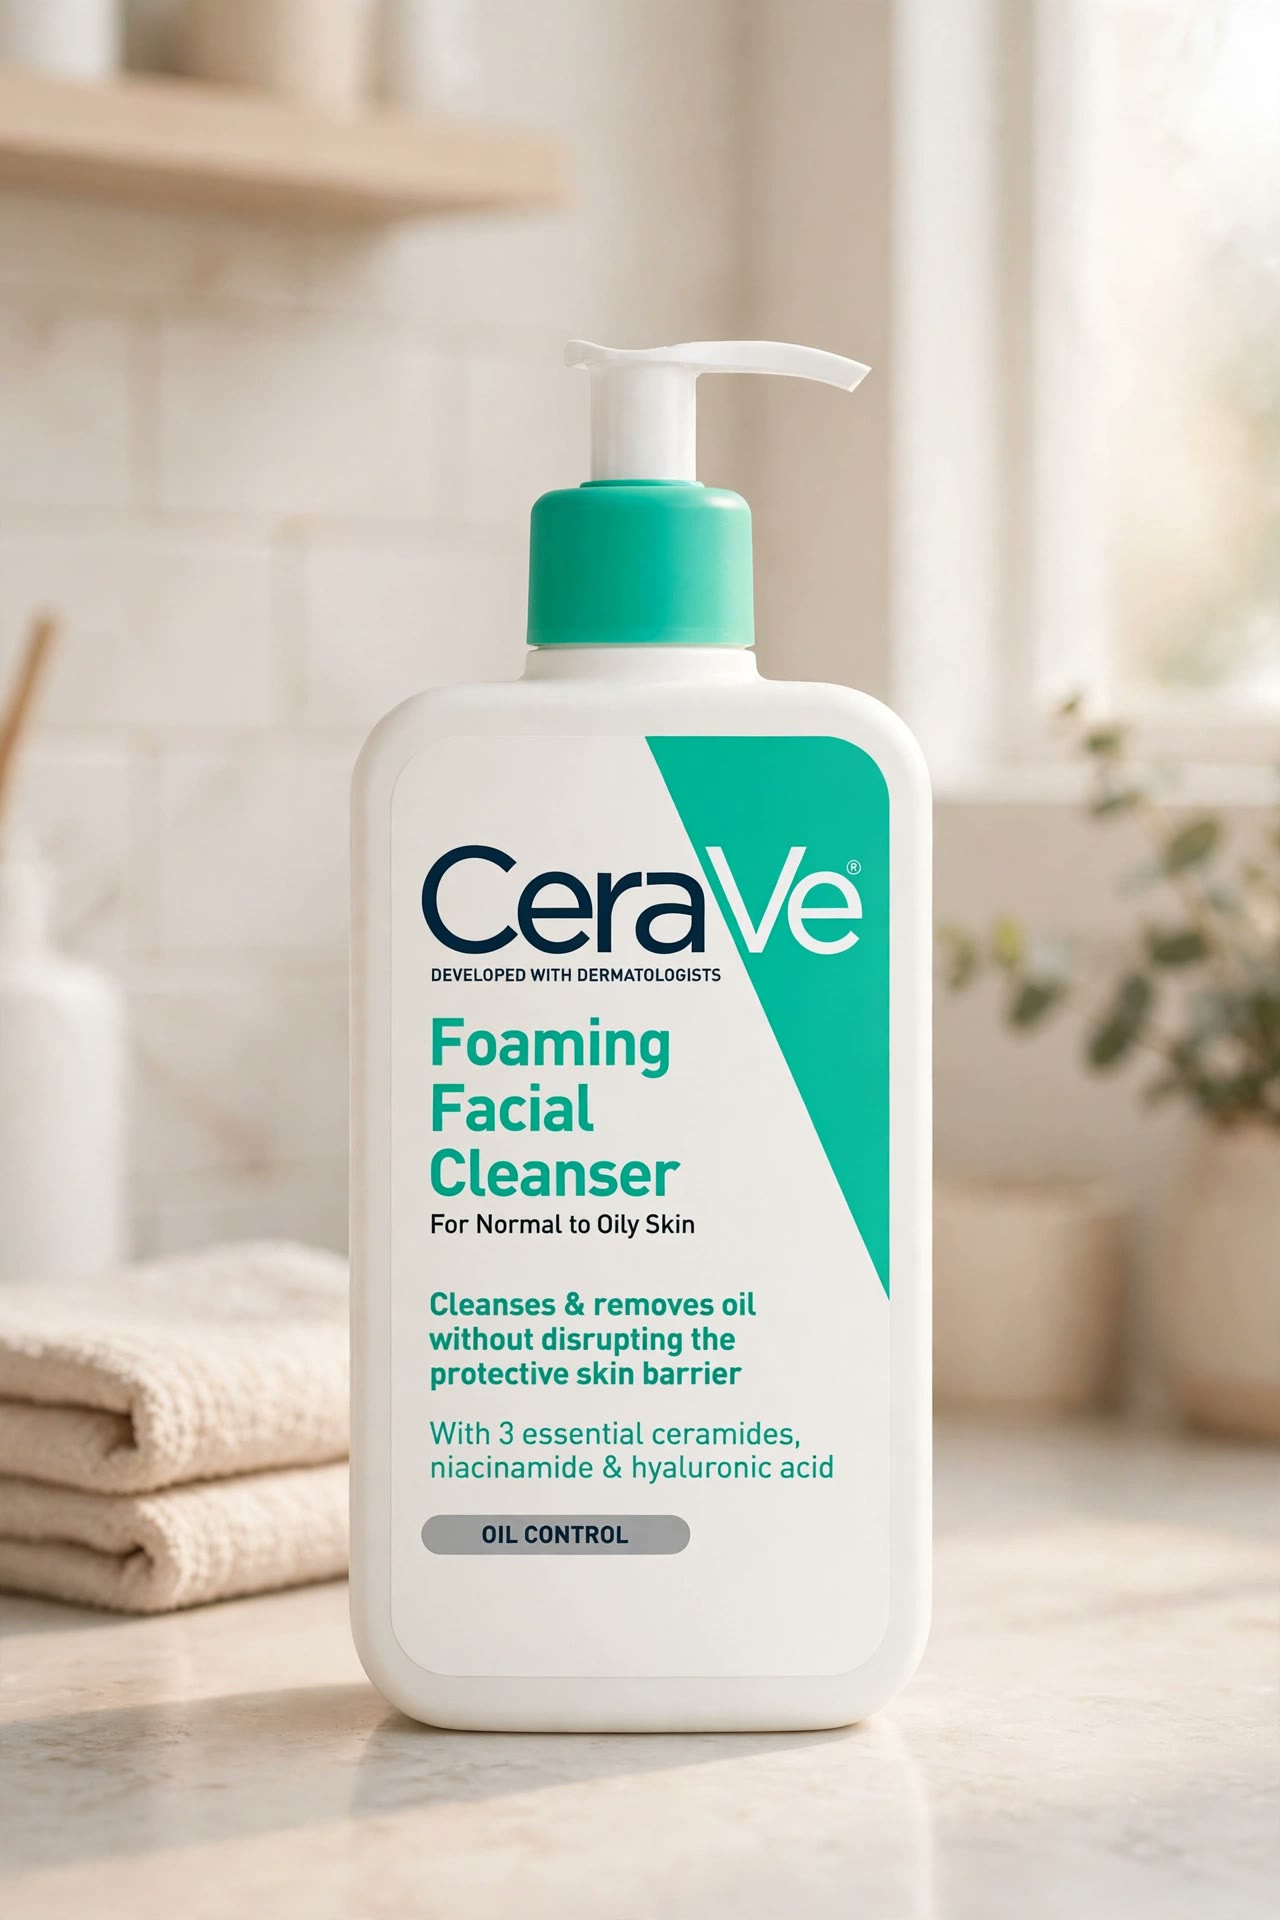 CeraVe®
DEVELOPED WITH DERMATOLOGISTS
Foaming
Facial
Cleanser
For Normal to Oily Skin
Cleanses & removes oil
without disrupting the
protective skin barrier
With 3 essential ceramides,
niacinamide & hyaluronic acid
OIL CONTROL